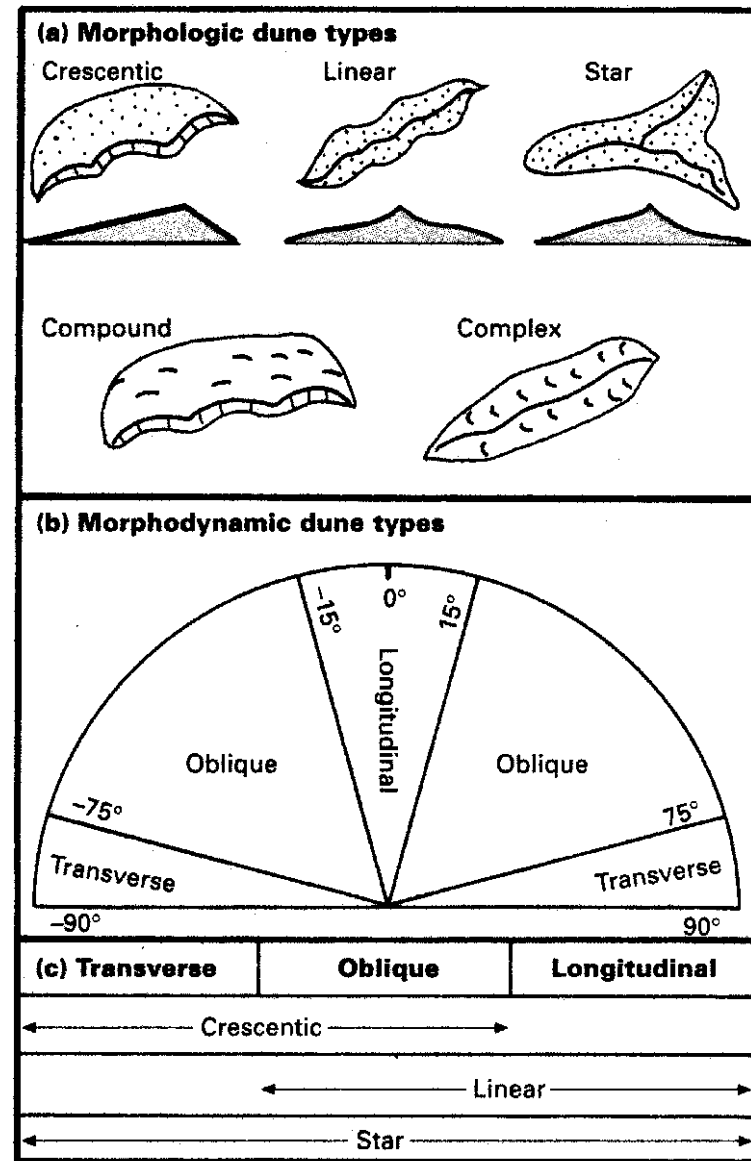 (a) Morphologic dune types
Crescentic
Linear
Star
Compound
Complex
(b) Morphodynamic dune types
−15°
0°
15°
Longitudinal
Oblique
Oblique
−75°
75°
Transverse
Transverse
−90°
90°
(c) Transverse
Oblique
Longitudinal
Crescentic
Linear
Star